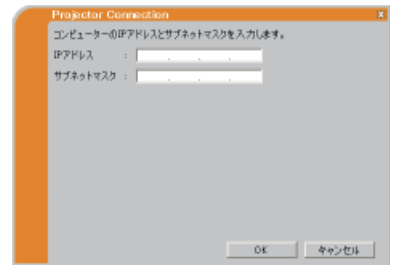 Projector Connection
コンピューターのIPアドレスとサブネットマスクを入力します。
IPアドレス :
サブネットマスク :
OK キャンセル